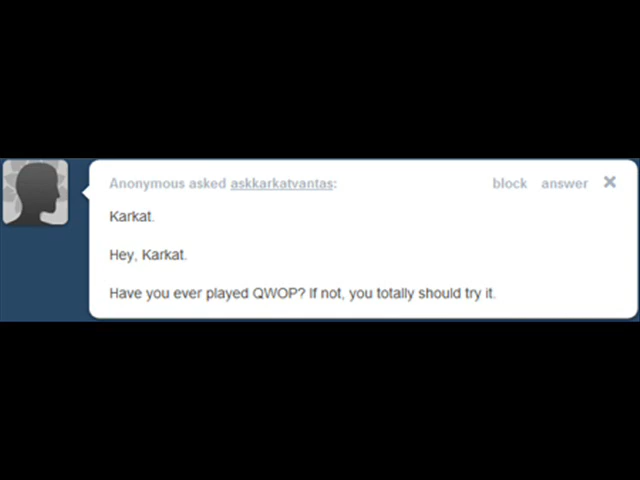 Anonymous asked askkarkatvantas: block answer ✕
Karkat.
Hey, Karkat.
Have you ever played QWOP? If not, you totally should try it.